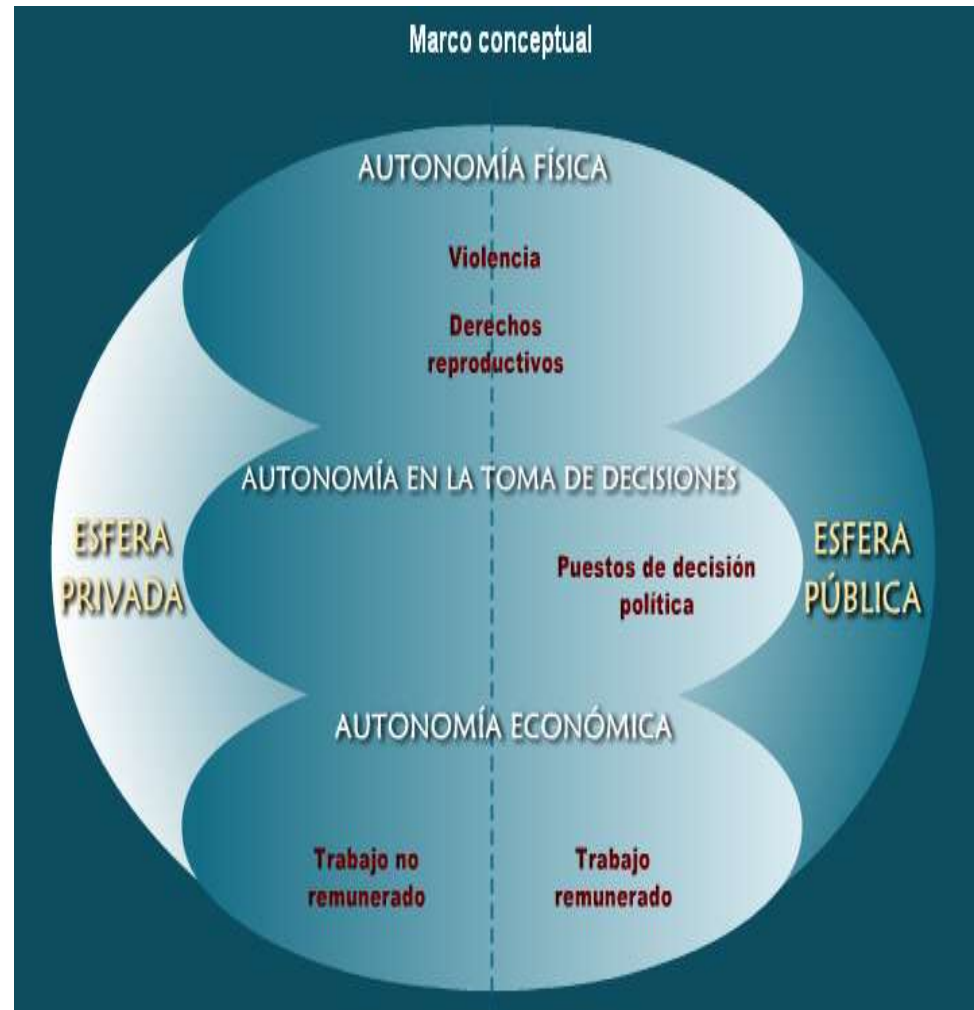 Marco conceptual
AUTONOMÍA FÍSICA
Violencia
Derechos
reproductivos
AUTONOMÍA EN LA TOMA DE DECISIONES
ESFERA
PRIVADA
Puestos de decisión
política
ESFERA
PÚBLICA
AUTONOMÍA ECONÓMICA
Trabajo no
remunerado
Trabajo
remunerado